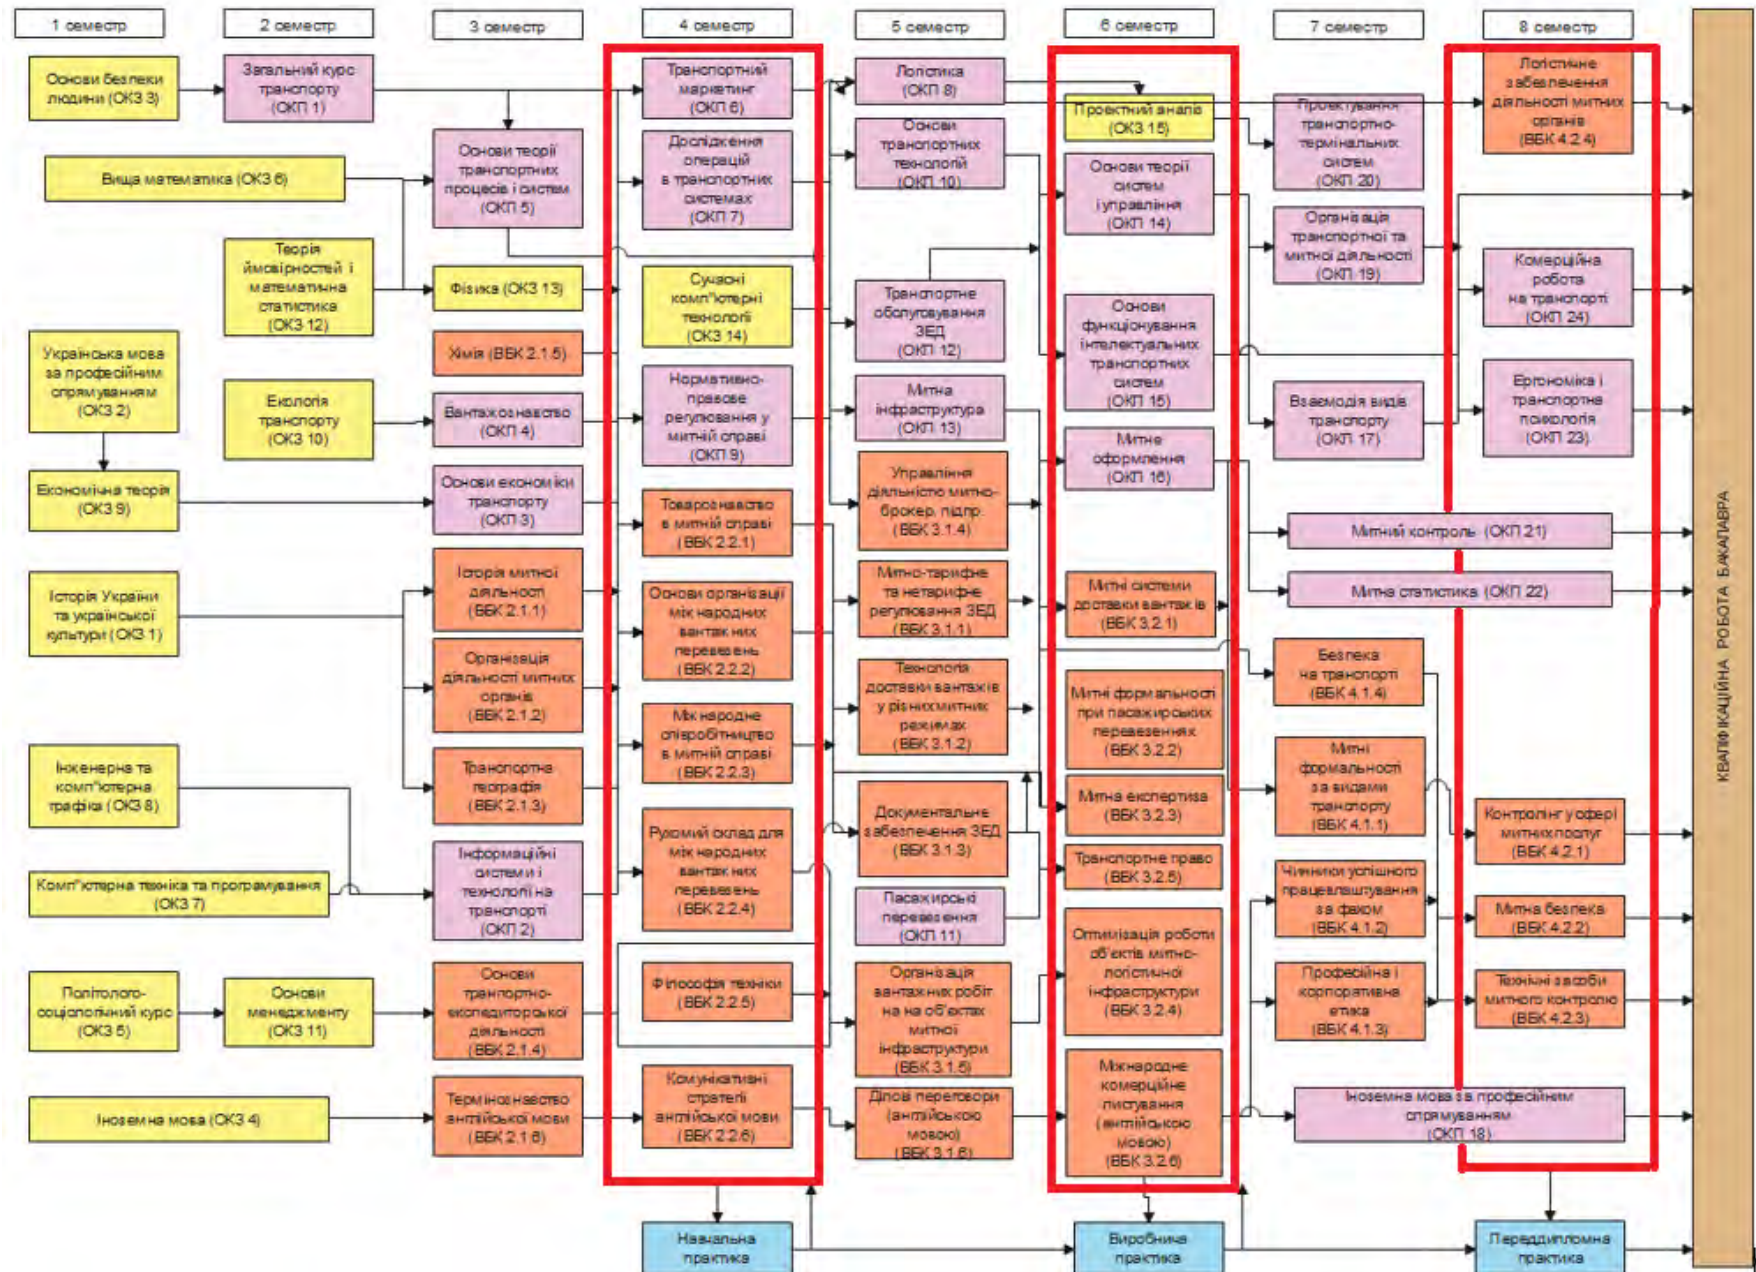 1 семестр
2 семестр
3 семестр
4 семестр
5 семестр
6 семестр
7 семестр
8 семестр
Основи безпеки
людини (ОКЗ 3)
Вища математика (ОКЗ 6)
Українська мова
за професійним
спрямуванням
(ОКЗ 2)
Економічна теорія
(ОКЗ 9)
Історія України
та української
культури (ОКЗ 1)
Інженерна та
комп"ютерна
графіка (ОКЗ 8)
Комп"ютерна техніка та програмування
(ОКЗ 7)
Політолого-
соціологічний курс
(ОКЗ 5)
Іноземна мова (ОКЗ 4)
Загальний курс
транспорту
(ОКП 1)
Теорія
ймовірностей і
математична
статистика
(ОКЗ 12)
Екологія
транспорту
(ОКЗ 10)
Основи
менеджменту
(ОКЗ 11)
Основи теорії
транспортних
процесів і систем
(ОКП 5)
Фізика (ОКЗ 13)
Хімія (ВБК 2.1.5)
Вантажознавство
(ОКП 4)
Основи економіки
транспорту
(ОКП 3)
Історія митної
діяльності
(ВБК 2.1.1)
Організація
діяльності митних
органів
(ВБК 2.1.2)
Транспортна
географія
(ВБК 2.1.3)
Інформаційні
системи і
технології на
транспорті
(ОКП 2)
Основи
транпортно-
експедиторської
діяльності
(ВБК 2.1.4)
Термінознавство
англійської мови
(ВБК 2.1.6)
Транспортний
маркетинг
(ОКП 6)
Дослідження
операцій
в транспортних
системах
(ОКП 7)
Сучасні
комп"ютерні
технології
(ОКЗ 14)
Нормативно-
правове
регулювання у
митній справі
(ОКП 9)
Товарознавство
в митній справі
(ВБК 2.2.1)
Основи організації
міжнародних
вантажних
перевезень
(ВБК 2.2.2)
Міжнародне
співробітництво
в митній справі
(ВБК 2.2.3)
Рухомий склад для
міжнародних
вантажних
перевезень
(ВБК 2.2.4)
Філософія техніки
(ВБК 2.2.5)
Комунікативні
стратегії
англійської мови
(ВБК 2.2.6)
Навчальна
практика
Логістика
(ОКП 8)
Основи
транспортних
технологій
(ОКП 10)
Транспортне
обслуговування
ЗЕД
(ОКП 12)
Митна
інфраструктура
(ОКП 13)
Управління
діяльністю митно-
брокер. підпр.
(ВБК 3.1.4)
Митно-тарифне
та нетарифне
регулювання ЗЕД
(ВБК 3.1.1)
Технологія
доставки вантажів
у різних митних
режимах
(ВБК 3.1.2)
Документальне
забезпечення ЗЕД
(ВБК 3.1.3)
Пасажирські
перевезення
(ОКП 11)
Організація
вантажних робіт
на на об'єктах
митної
інфраструктури
(ВБК 3.1.5)
Ділові переговори
(англійською
мовою)
(ВБК 3.1.6)
Проектний аналіз
(ОКЗ 15)
Основи теорії
систем
і управління
(ОКП 14)
Основи
функціонування
інтелектуальних
транспортних
систем
(ОКП 15)
Митне
оформлення
(ОКП 16)
Митні системи
доставки вантажів
(ВБК 3.2.1)
Митні формальності
при пасажирських
перевезеннях
(ВБК 3.2.2)
Митна експертиза
(ВБК 3.2.3)
Транспортне право
(ВБК 3.2.5)
Оптимізація роботи
об'єктів митно-
логістичної
інфраструктури
(ВБК 3.2.4)
Міжнародне
комерційне
листування
(англійською
мовою)
(ВБК 3.2.6)
Виробнича
практика
Проектування
транспортно-
термінальних
систем
(ОКП 20)
Організація
транспортної та
митної діяльності
(ОКП 19)
Взаємодія видів
транспорту
(ОКП 17)
Митний контроль (ОКП 21)
Митна статистика (ОКП 22)
Безпека
на транспорті
(ВБК 4.1.4)
Митні
формальності
за видами
транспорту
(ВБК 4.1.1)
Чинники успішного
працевлаштування
за фахом
(ВБК 4.1.2)
Професійна і
корпоративна
етика
(ВБК 4.1.3)
Іноземна мова за професійним
спрямуванням
(ОКП 18)
Логістичне
забезпечення
діяльності митних
органів
(ВБК 4.2.4)
Комерційна
робота
на транспорті
(ОКП 24)
Ергономіка і
транспортна
психологія
(ОКП 23)
Контролінг у сфері
митних послуг
(ВБК 4.2.1)
Митна безпека
(ВБК 4.2.2)
Технічні засоби
митного контролю
(ВБК 4.2.3)
Переддипломна
практика
КВАЛІФІКАЦІЙНА РОБОТА БАКАЛАВРА